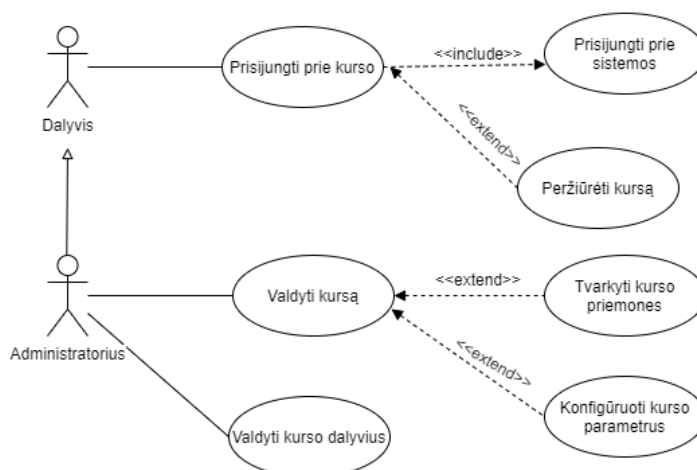 Dalyvis
Prisijungti prie kurso
<<include>>
Prisijungti prie
sistemos
<<extend>>
Peržiūrėti kursą
Administratorius
Valdyti kursą
<<extend>>
Tvarkyti kurso
priemones
<<extend>>
Konfigūruoti kurso
parametrus
Valdyti kurso dalyvius